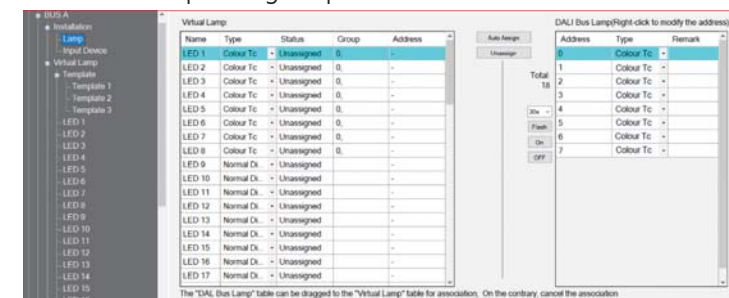 BUS A
Installation
Lamp
Input Device
Virtual Lamp
Template
Template 1
Template 2
Template 3
LED 1
LED 2
LED 3
LED 4
LED 5
LED 6
LED 7
LED 8
LED 9
LED 10
LED 11
LED 12
LED 13
LED 14
LED 15
Virtual Lamp:
Name Type Status Group Address
LED 1 Colour Tc Unassigned 0, -
LED 2 Colour Tc Unassigned 0, -
LED 3 Colour Tc Unassigned 0, -
LED 4 Colour Tc Unassigned 0, -
LED 5 Colour Tc Unassigned 0, -
LED 6 Colour Tc Unassigned 0, -
LED 7 Colour Tc Unassigned 0, -
LED 8 Colour Tc Unassigned 0, -
LED 9 Normal Di... Unassigned -
LED 10 Normal Di... Unassigned -
LED 11 Normal Di... Unassigned -
LED 12 Normal Di... Unassigned -
LED 13 Normal Di... Unassigned -
LED 14 Normal Di... Unassigned -
LED 15 Normal Di... Unassigned -
LED 16 Normal Di... Unassigned -
LED 17 Normal Di... Unassigned -
Auto Assign
Unassign
Total
18
30s
Flash
On
OFF
DALI Bus Lamp(Right-click to modify the address)
Address Type Remark
0 Colour Tc
1 Colour Tc
2 Colour Tc
3 Colour Tc
4 Colour Tc
5 Colour Tc
6 Colour Tc
7 Colour Tc
The "DAL Bus Lamp" table can be dragged to the "Virtual Lamp" table for association, On the contrary, cancel the association